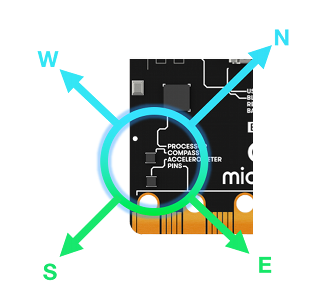 N
W
PROCESSOR
COMPASS
ACCELEROMETER
PINS
mic
S
E